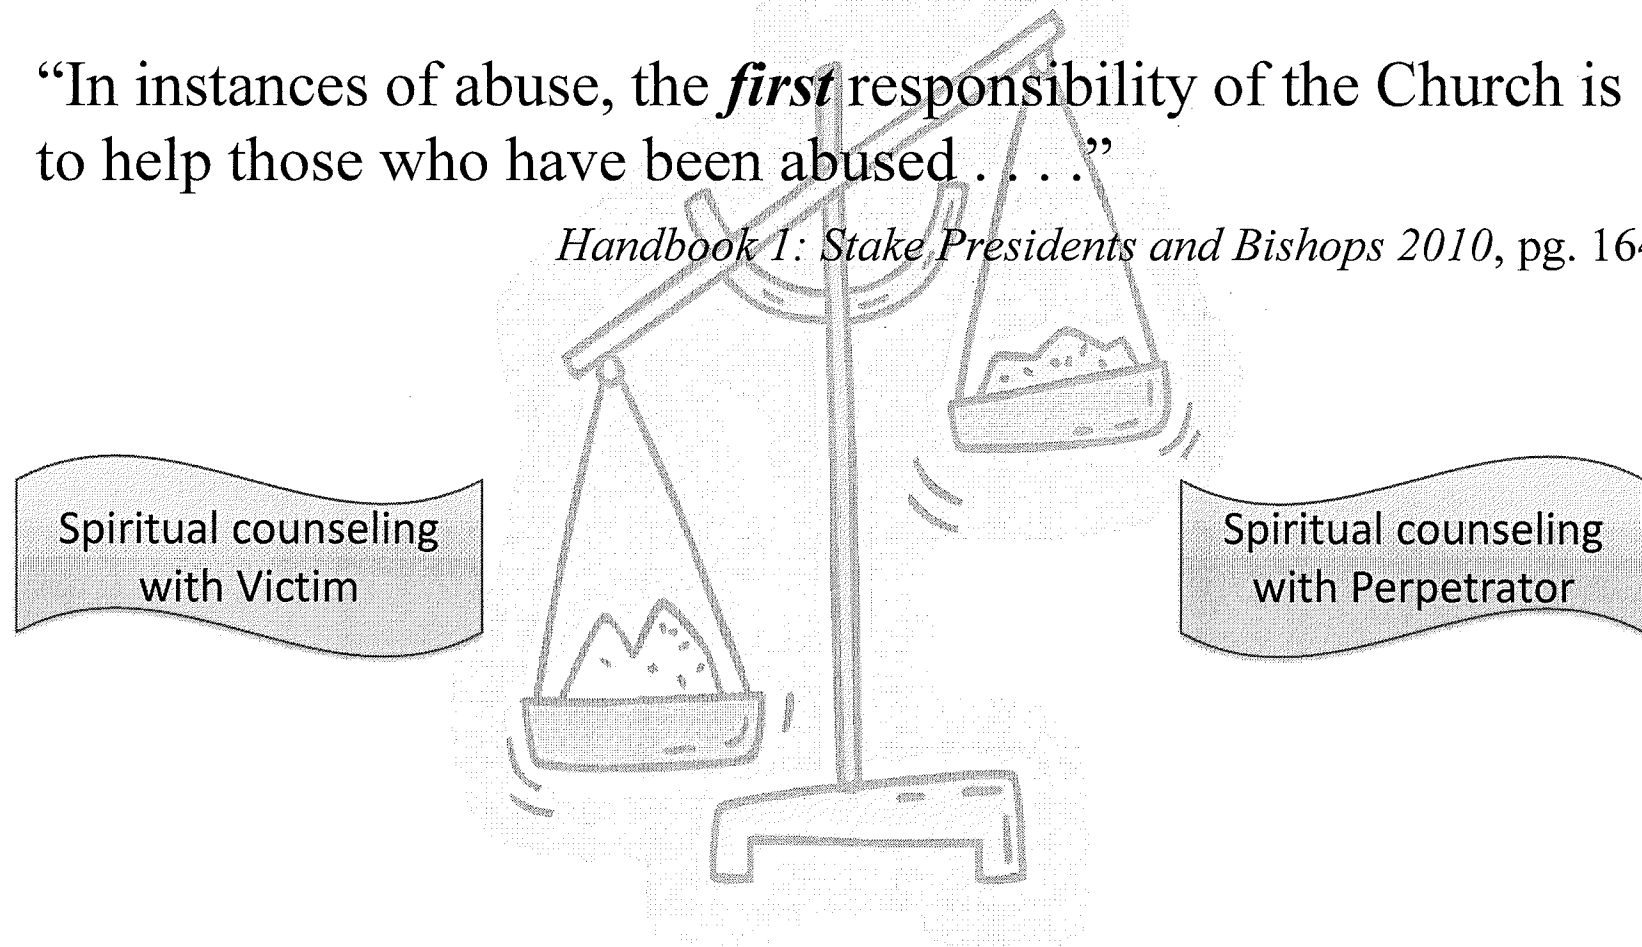 “In instances of abuse, the first responsibility of the Church is
to help those who have been abused . . . .”
Handbook 1: Stake Presidents and Bishops 2010, pg.
Spiritual counseling
with Victim
Spiritual counseling
with Perpetrator